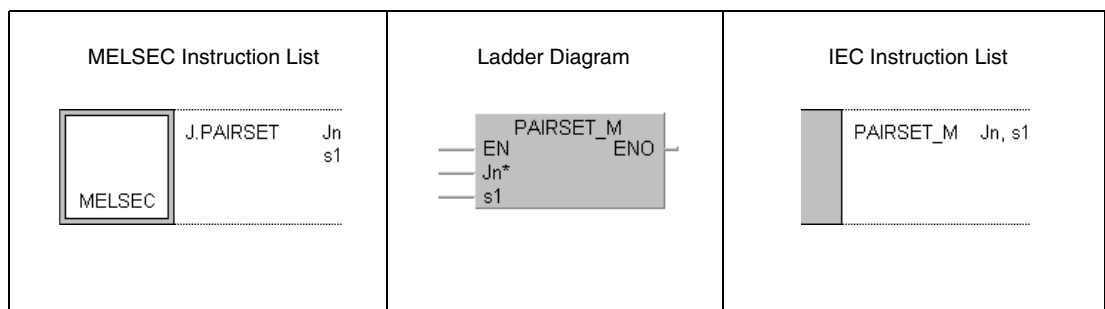 MELSEC Instruction List
J.PAIRSET Jn
s1
MELSEC
Ladder Diagram
PAIRSET_M
EN ENO
Jn*
s1
IEC Instruction List
PAIRSET_M Jn, s1